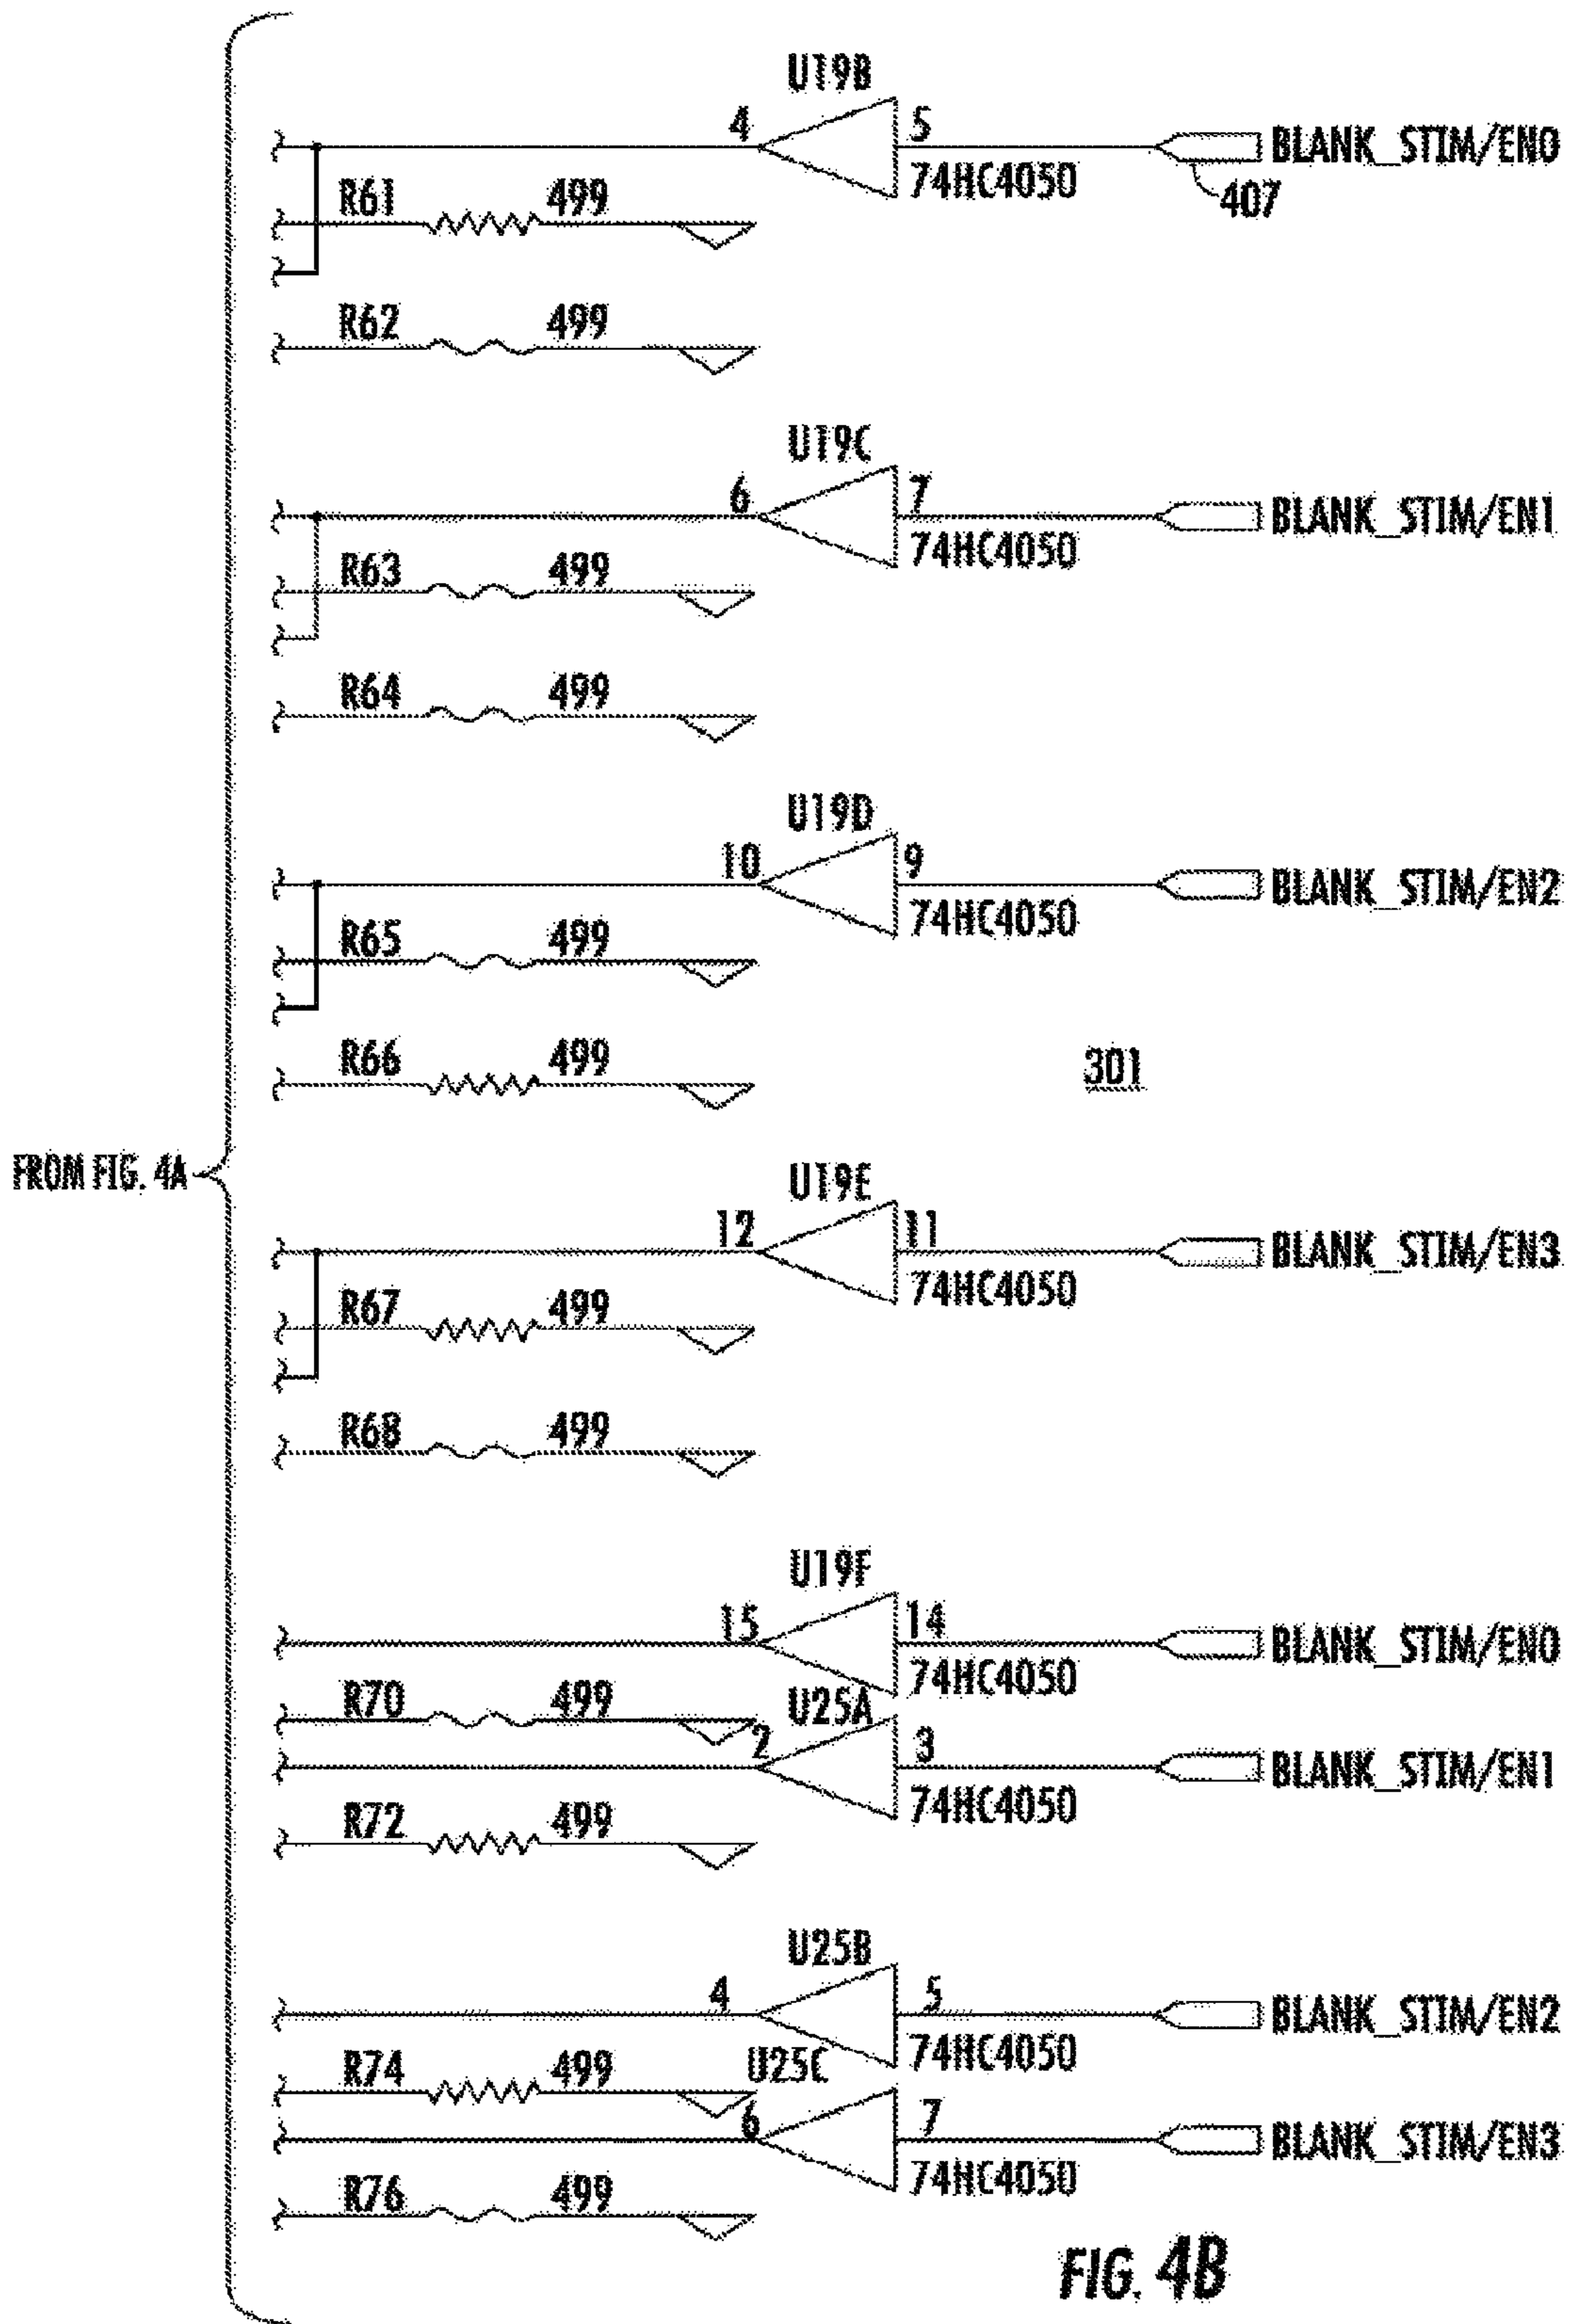 U19B
4 5 BLANK_STIM/EN0
74HC4050
407
R61 499
R62 499
U19C
6 7 BLANK_STIM/EN1
74HC4050
R63 499
R64 499
U19D
10 9 BLANK_STIM/EN2
74HC4050
R65 499
R66 499
301
FROM FIG. 4A
U19E
12 11 BLANK_STIM/EN3
74HC4050
R67 499
R68 499
U19F
15 14 BLANK_STIM/EN0
74HC4050
R70 499 U25A
2 3 BLANK_STIM/EN1
74HC4050
R72 499
U25B
4 5 BLANK_STIM/EN2
74HC4050
R74 499 U25C
6 7 BLANK_STIM/EN3
74HC4050
R76 499
FIG. 4B